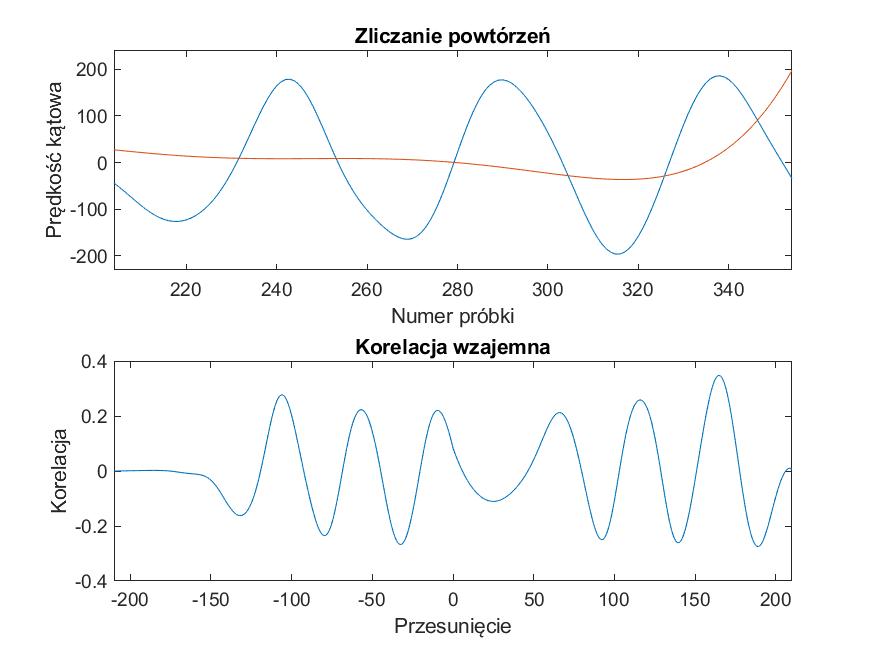 Zliczanie powtórzeń
Prędkość kątowa
200
100
0
-100
-200
220 240 260 280 300 320 340
Numer próbki
Korelacja wzajemna
Korelacja
0.4
0.2
0
-0.2
-0.4
-200 -150 -100 -50 0 50 100 150 200
Przesunięcie